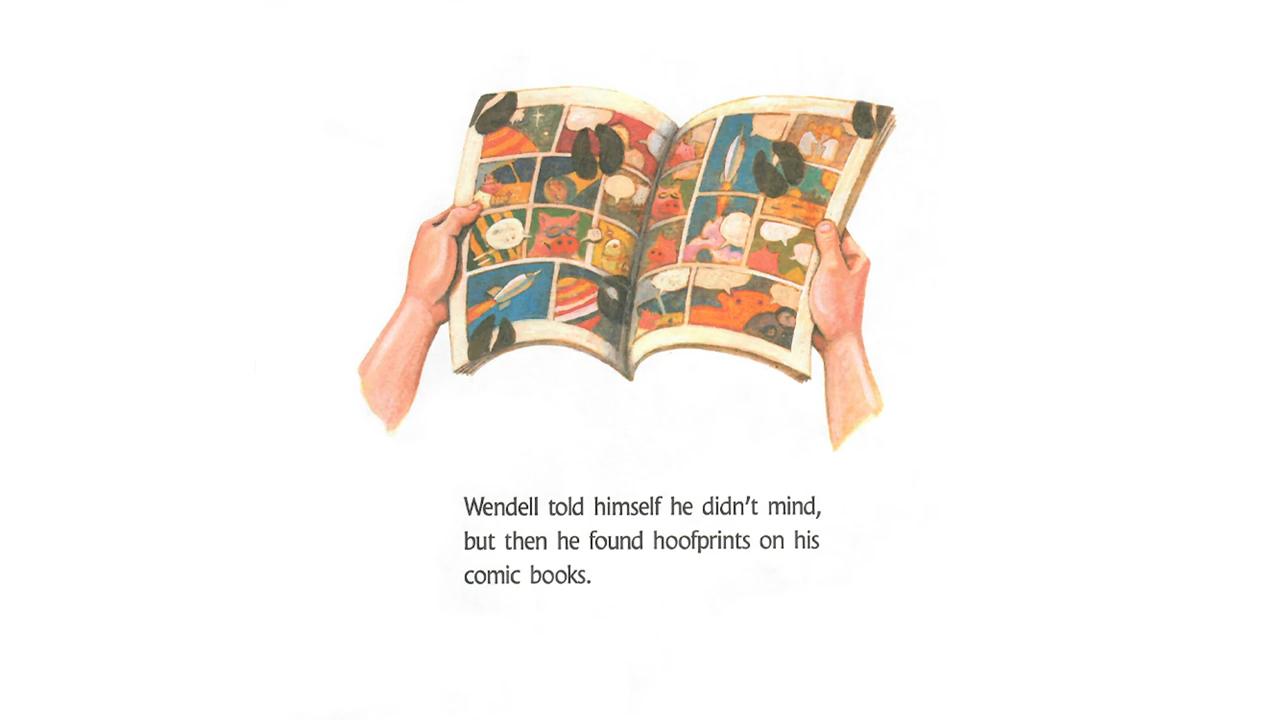 Wendell told himself he didn't mind,
but then he found hoofprints on his
comic books.